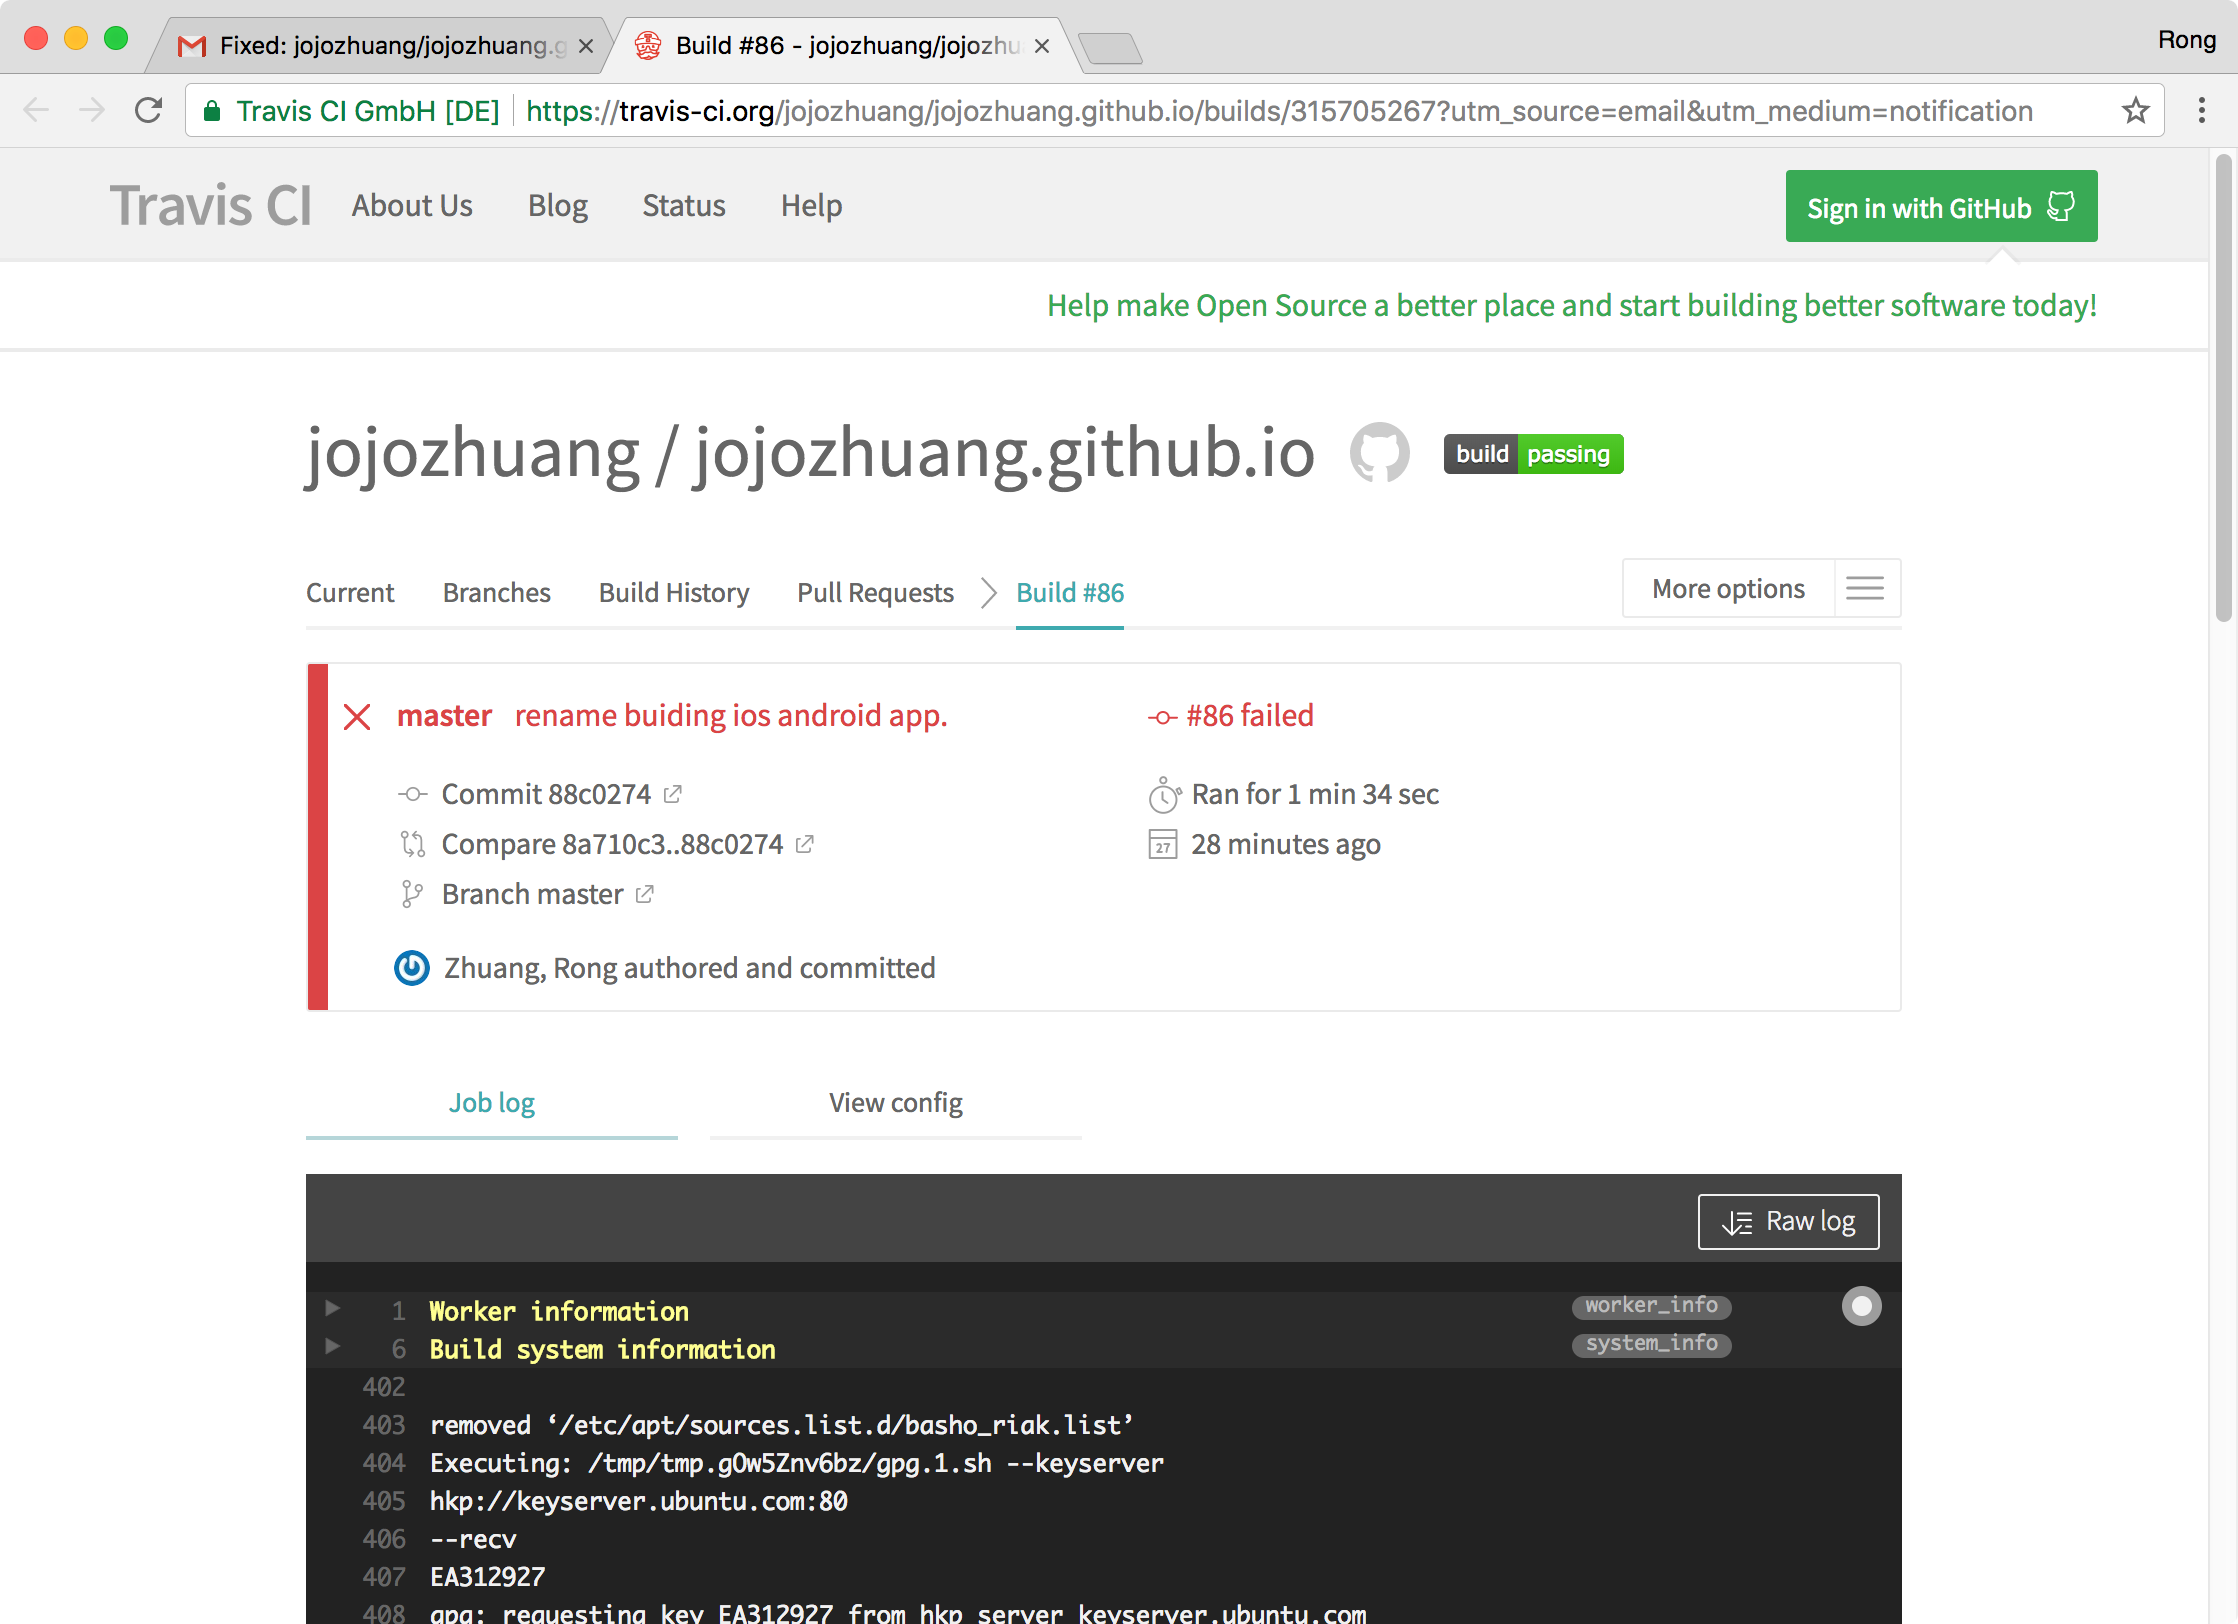 Fixed: jojozhuang/jojozhuang.g
Build #86 - jojozhuang/jojozhu
Rong
Travis CI GmbH [DE]
https://travis-ci.org/jojozhuang/jojozhuang.github.io/builds/315705267?utm_source=email&utm_medium=notification
Travis CI
About Us
Blog
Status
Help
Sign in with GitHub
Help make Open Source a better place and start building better software today!
jojozhuang / jojozhuang.github.io
build passing
Current
Branches
Build History
Pull Requests
Build #86
More options
master rename buiding ios android app.
#86 failed
Commit 88c0274
Ran for 1 min 34 sec
Compare 8a710c3..88c0274
27
28 minutes ago
Branch master
Zhuang, Rong authored and committed
Job log
View config
Raw log
1 Worker information
worker_info
6 Build system information
system_info
402
403 removed ‘/etc/apt/sources.list.d/basho_riak.list’
404 Executing: /tmp/tmp.gOw5Znv6bz/gpg.1.sh --keyserver
405 hkp://keyserver.ubuntu.com:80
406 --recv
407 EA312927
408 gpg: requesting key EA312927 from hkp server keyserver.ubuntu.com